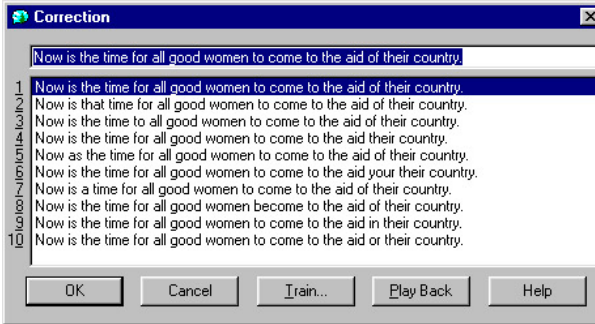 Correction
Now is the time for all good women to come to the aid of their country.
1 Now is the time for all good women to come to the aid of their country.
2 Now is that time for all good women to come to the aid of their country.
3 Now is the time to all good women to come to the aid of their country.
4 Now is the time for all good women to come to the aid their country.
5 Now as the time for all good women to come to the aid of their country.
6 Now is the time for all good women to come to the aid your their country.
7 Now is a time for all good women to come to the aid of their country.
8 Now is the time for all good women become to the aid of their country.
9 Now is the time for all good women to come to the aid in their country.
10 Now is the time for all good women to come to the aid or their country.
OK Cancel Train... Play Back Help